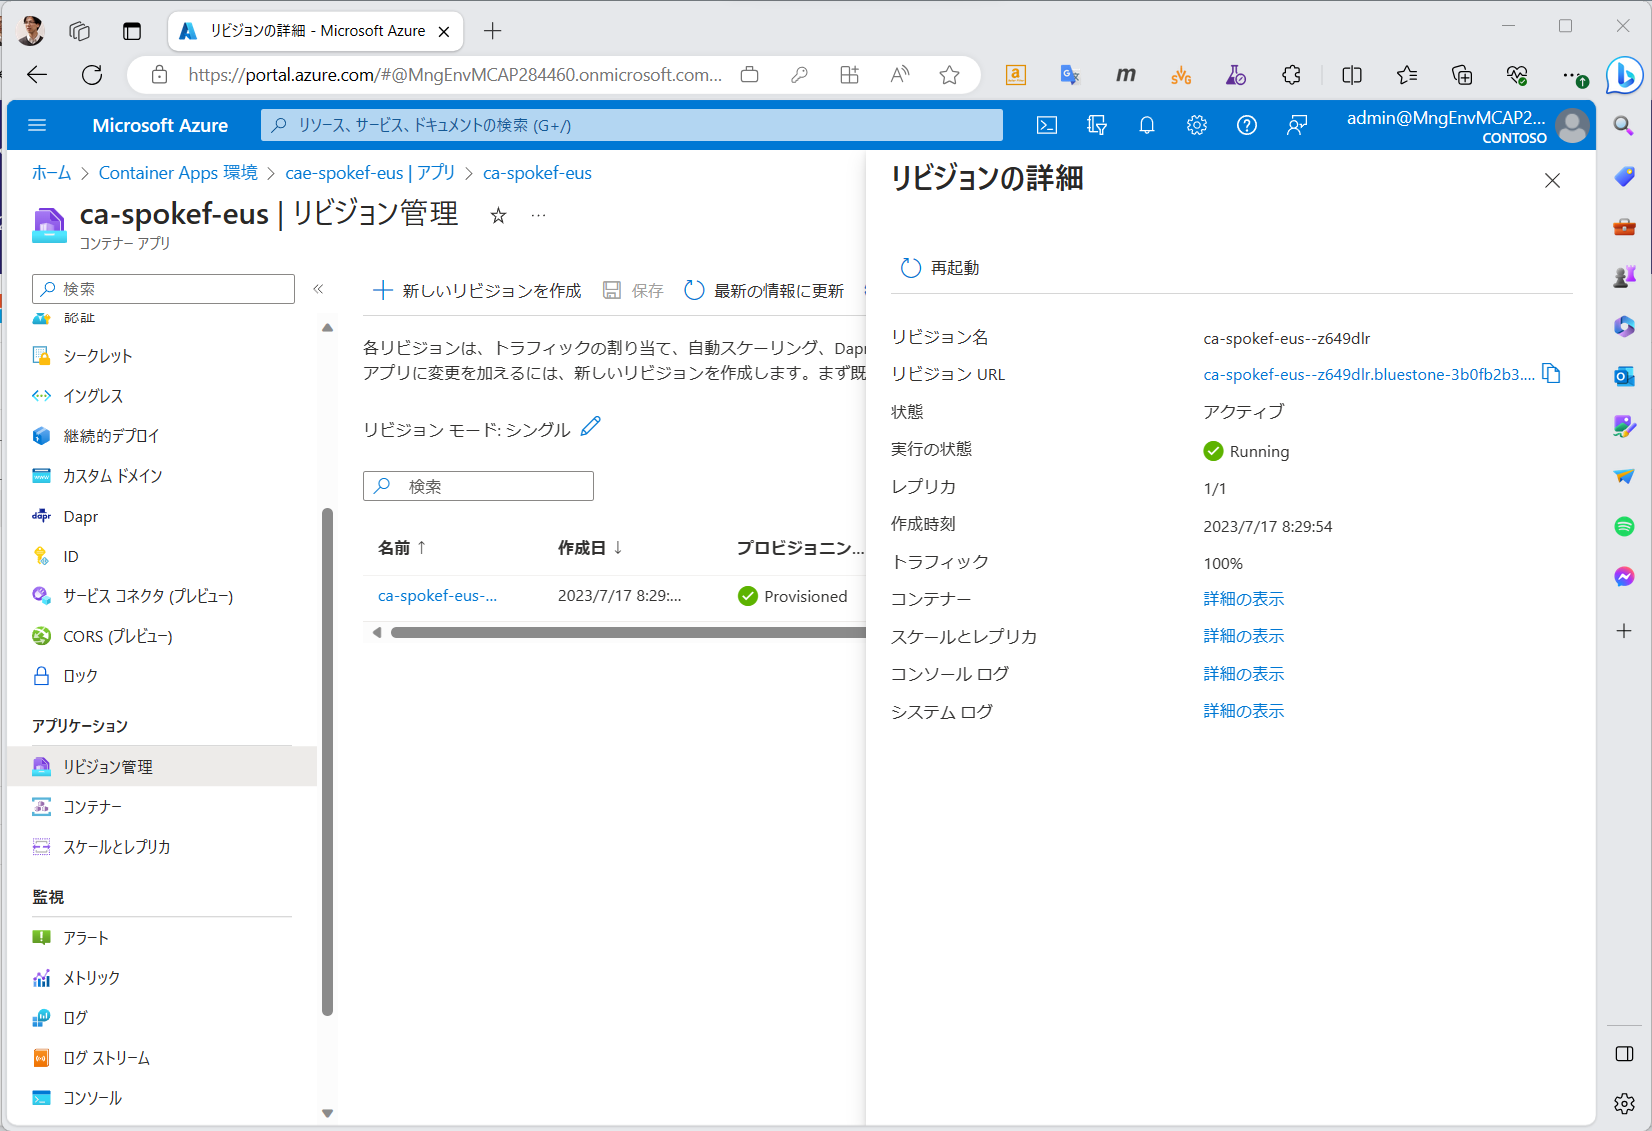 リビジョンの詳細 - Microsoft Azure
https://portal.azure.com/#@MngEnvMCAP284460.onmicrosoft.com...
Microsoft Azure
リソース、サービス、ドキュメントの検索 (G+/)
admin@MngEnvMCAP2...
CONTOSO
ホーム > Container Apps 環境 > cae-spokef-eus | アプリ > ca-spokef-eus
ca-spokef-eus | リビジョン管理
コンテナー アプリ
検索
認証
シークレット
イングレス
継続的デプロイ
カスタム ドメイン
Dapr
ID
サービス コネクタ (プレビュー)
CORS (プレビュー)
ロック
アプリケーション
リビジョン管理
コンテナー
スケールとレプリカ
監視
アラート
メトリック
ログ
ログ ストリーム
コンソール
新しいリビジョンを作成 保存 最新の情報に更新
各リビジョンは、トラフィックの割り当て、自動スケーリング、Dapr
アプリに変更を加えるには、新しいリビジョンを作成します。まず既
リビジョン モード: シングル
検索
名前 ↑ 作成日 ↓ プロビジョニン...
ca-spokef-eus-... 2023/7/17 8:29:... Provisioned
リビジョンの詳細
再起動
リビジョン名 ca-spokef-eus--z649dlr
リビジョン URL ca-spokef-eus--z649dlr.bluestone-3b0fb2b3....
状態 アクティブ
実行の状態 Running
レプリカ 1/1
作成時刻 2023/7/17 8:29:54
トラフィック 100%
コンテナー 詳細の表示
スケールとレプリカ 詳細の表示
コンソール ログ 詳細の表示
システム ログ 詳細の表示